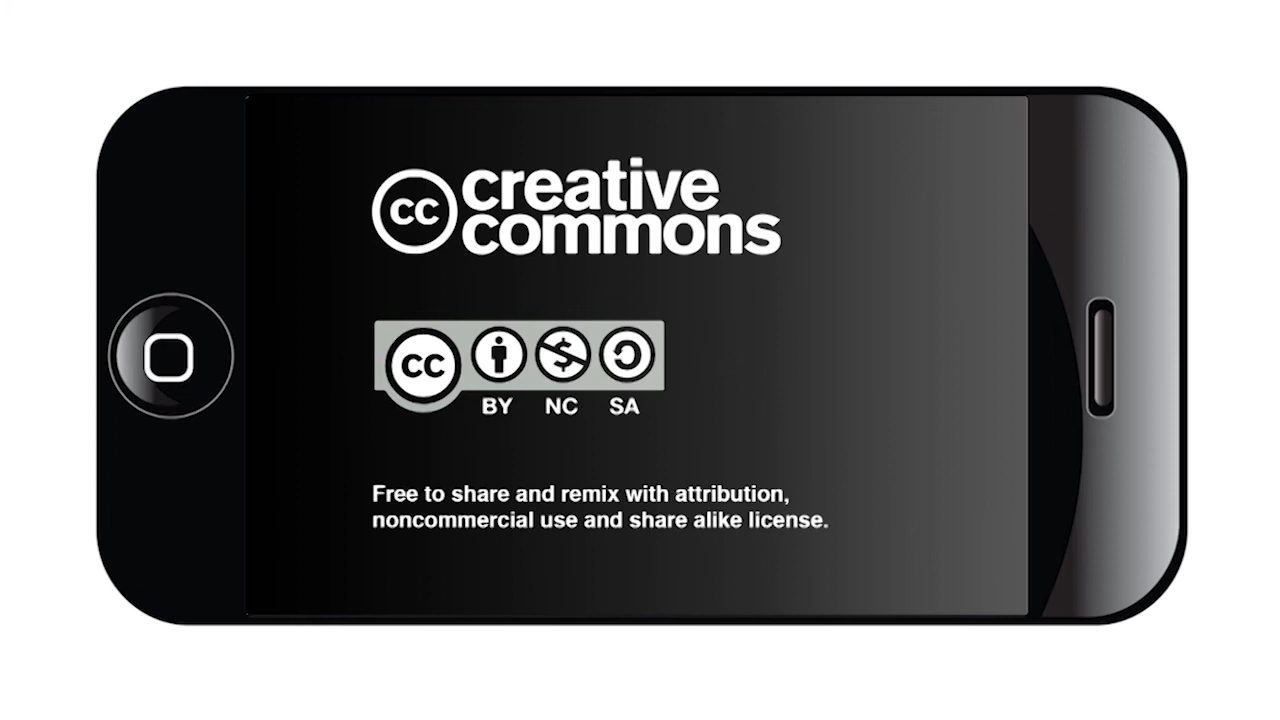 cc creative
commons
cc
BY NC SA
Free to share and remix with attribution,
noncommercial use and share alike license.